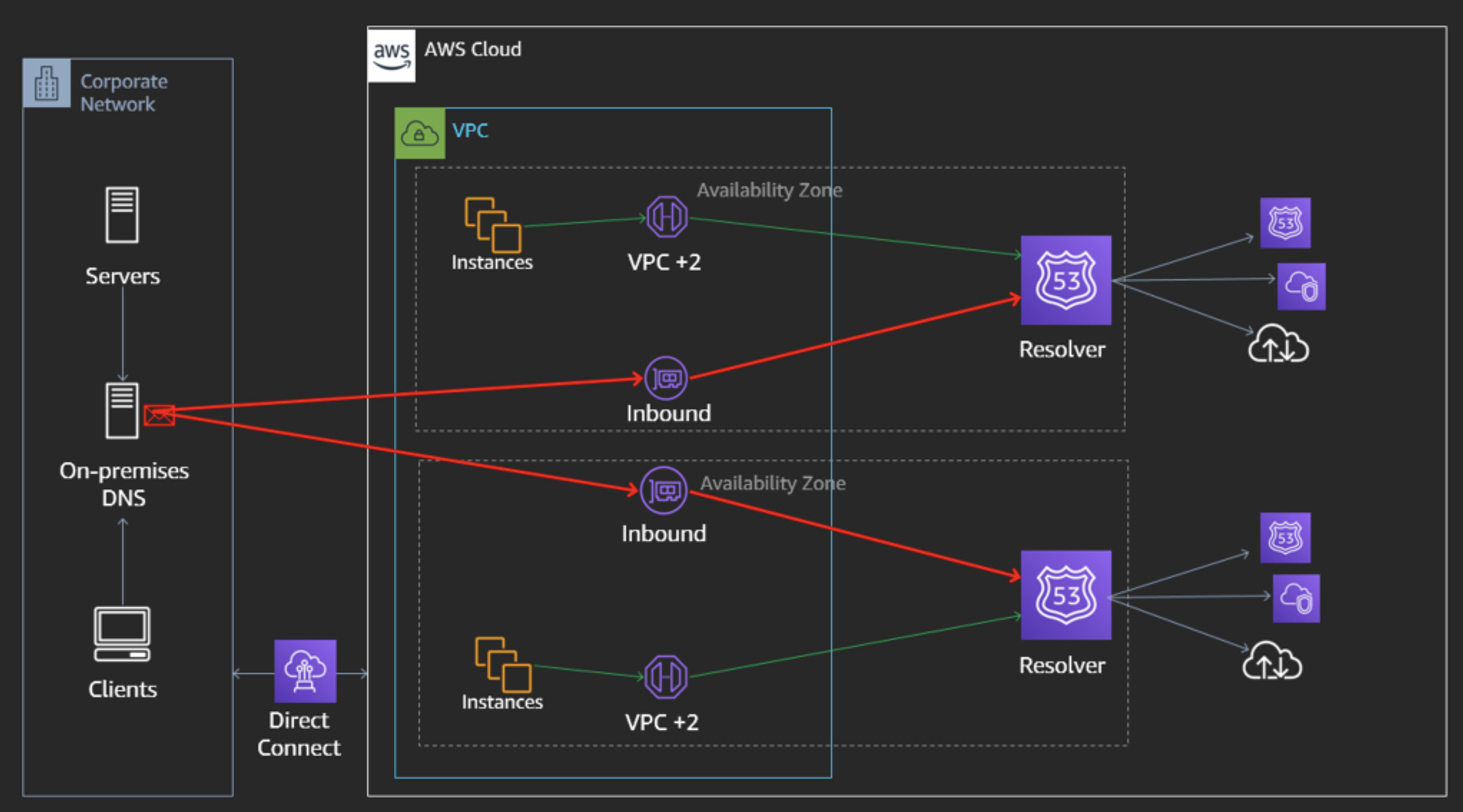 aws
AWS Cloud
Corporate
Network
VPC
Availability Zone
Instances
VPC +2
53
Resolver
53
Inbound
Servers
On-premises
DNS
Clients
Direct
Connect
Availability Zone
Inbound
Instances
VPC +2
53
Resolver
53